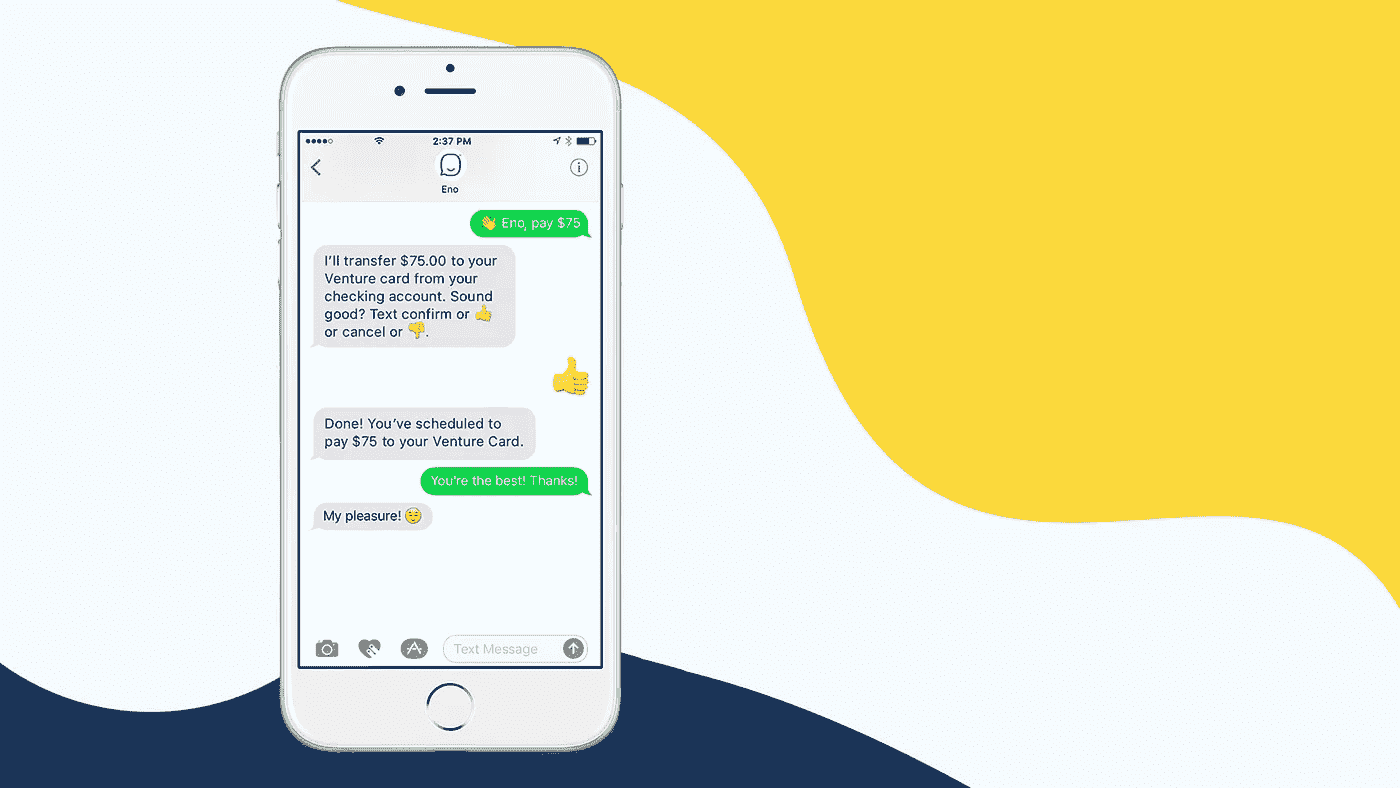 2:37 PM
Eno
👋 Eno, pay $75
I'll transfer $75.00 to your
Venture card from your
checking account. Sound
good? Text confirm or 👍
or cancel or 👎.
👍
Done! You've scheduled to
pay $75 to your Venture Card.
You're the best! Thanks!
My pleasure! 😌
Text Message